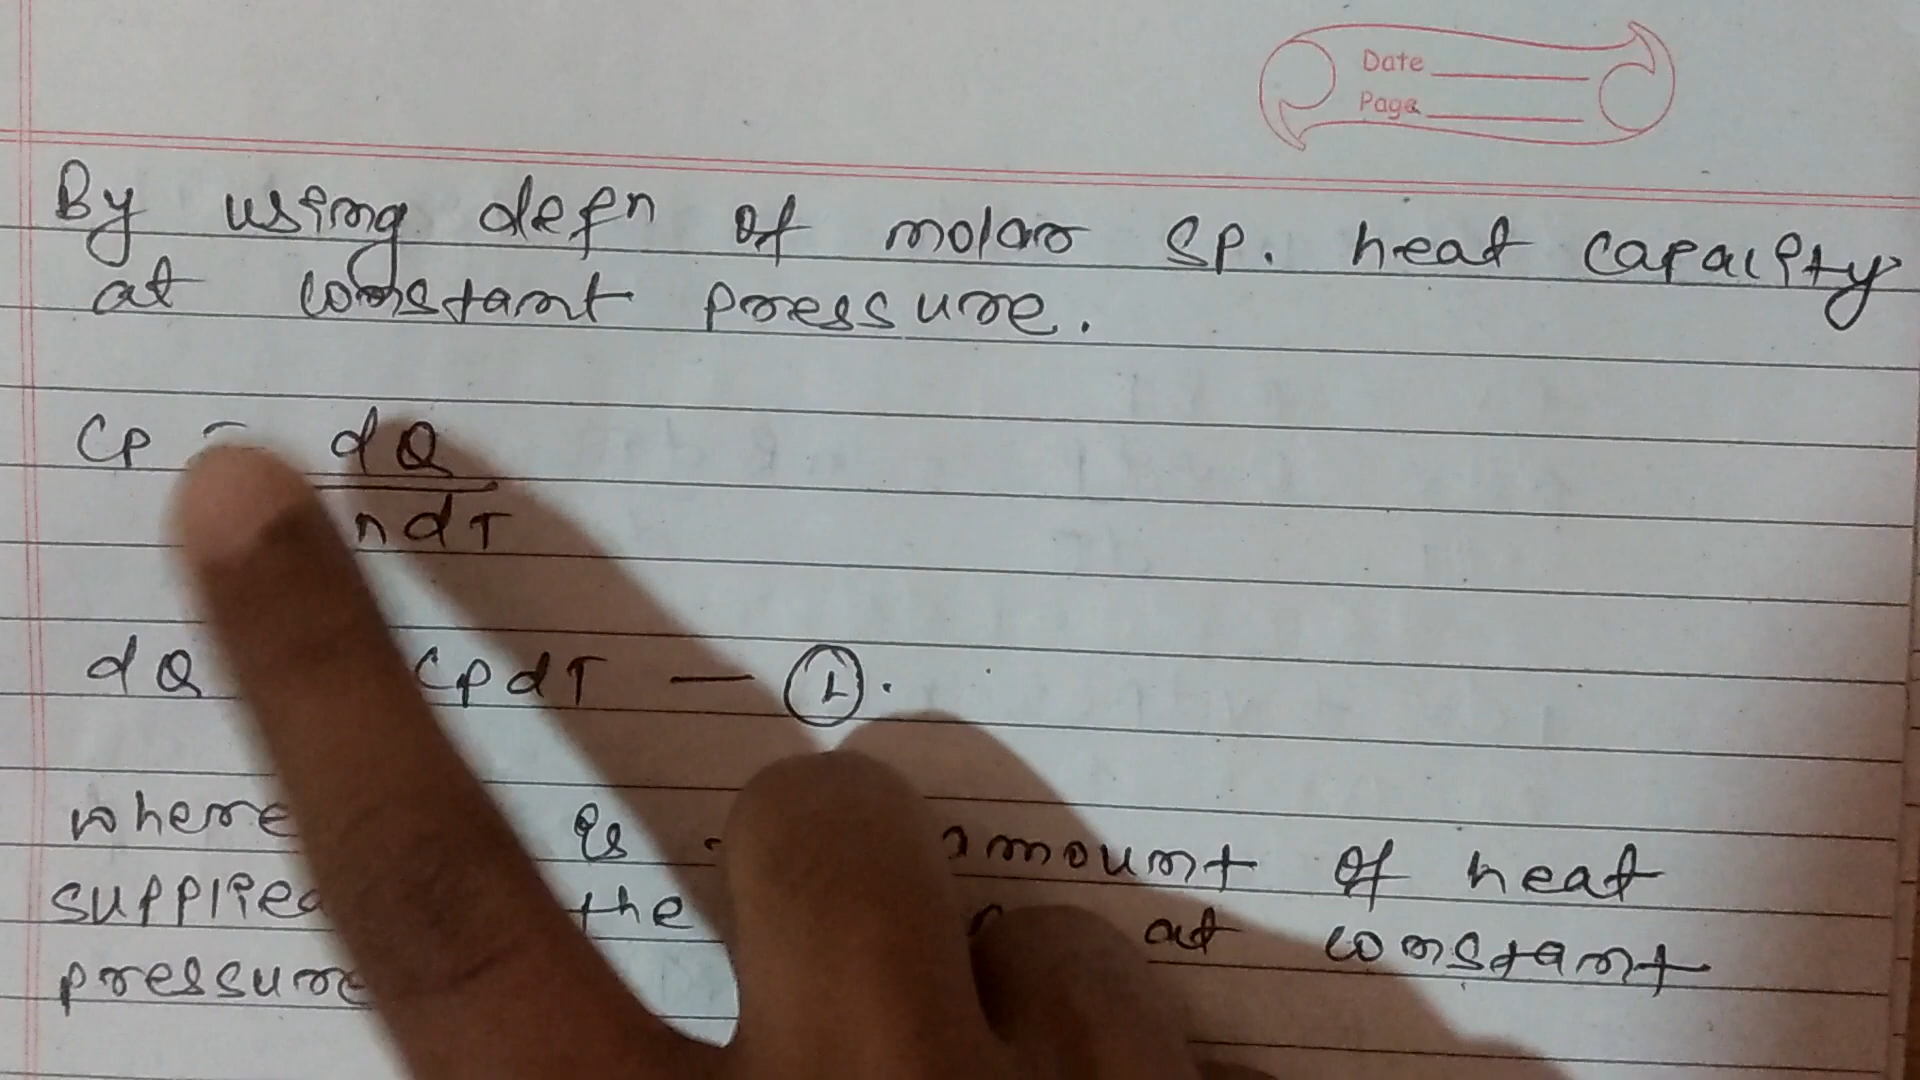 Date
Page
By using defn of molar sp. heat capacity
at constant pressure.
Cp = dQ
ndT
dQ CpdT — ①.
where is amount of heat
supplied the at constant
pressure